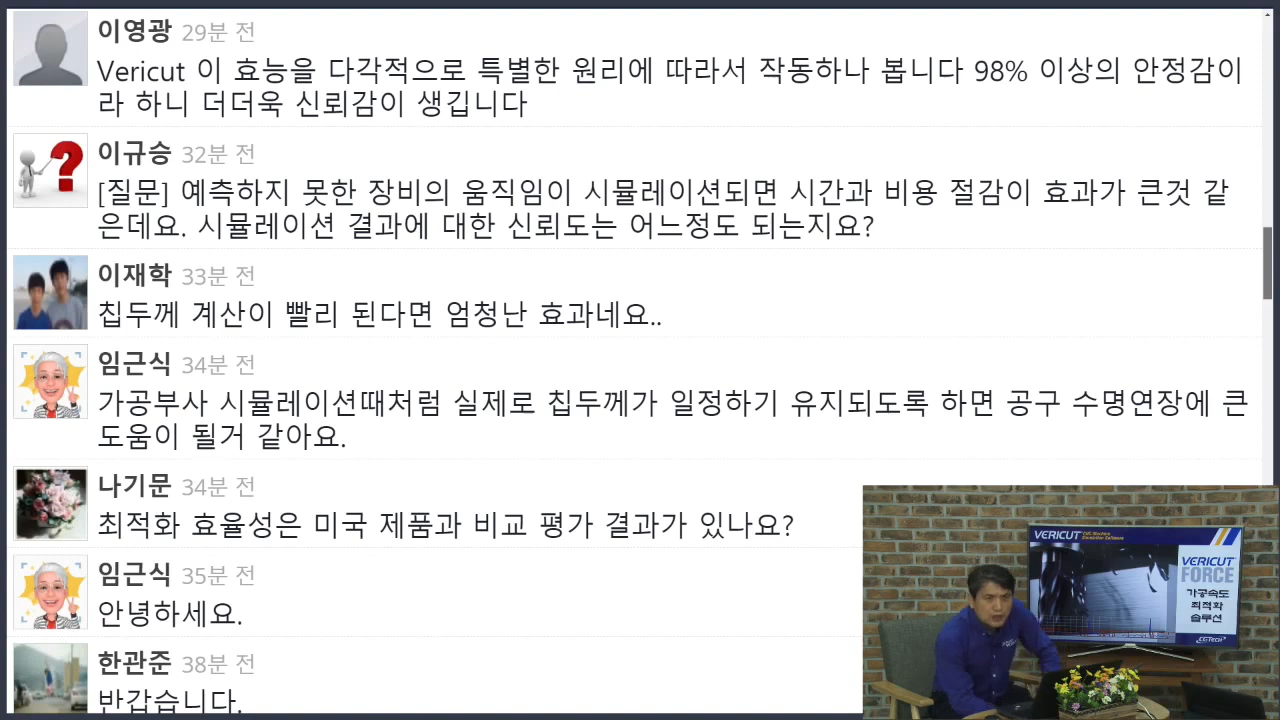 이영광 29분 전
Vericut 이 효능을 다각적으로 특별한 원리에 따라서 작동하나 봅니다 98% 이상의 안정감이
라 하니 더더욱 신뢰감이 생깁니다
이규승 32분 전
[질문] 예측하지 못한 장비의 움직임이 시뮬레이션되면 시간과 비용 절감이 효과가 큰것 같
은데요. 시뮬레이션 결과에 대한 신뢰도는 어느정도 되는지요?
이재학 33분 전
칩두께 계산이 빨리 된다면 엄청난 효과네요..
임근식 34분 전
가공부사 시뮬레이션때처럼 실제로 칩두께가 일정하기 유지되도록 하면 공구 수명연장에 큰
도움이 될거 같아요.
나기문 34분 전
최적화 효율성은 미국 제품과 비교 평가 결과가 있나요?
임근식 35분 전
안녕하세요.
한관준 38분 전
반갑습니다.
VERICUT
VERICUT
FORCE
가공속도
최적화
솔루션
CGTECH